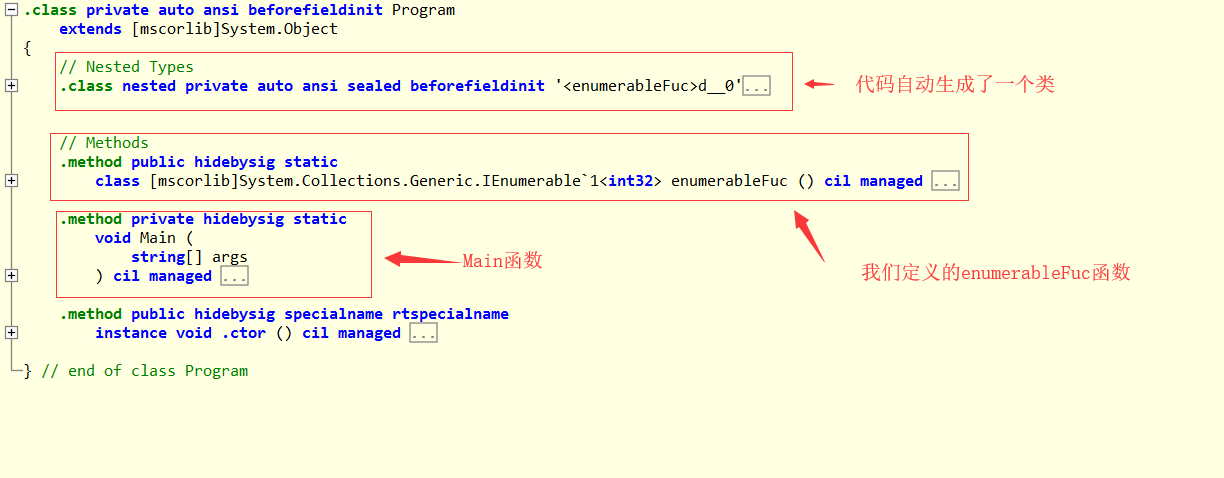 .class private auto ansi beforefieldinit Program
extends [mscorlib]System.Object
{
// Nested Types
.class nested private auto ansi sealed beforefieldinit '<enumerableFuc>d__0'...
代码自动生成了一个类
// Methods
.method public hidebysig static
class [mscorlib]System.Collections.Generic.IEnumerable`1<int32> enumerableFuc () cil managed ...
.method private hidebysig static
void Main (
string[] args
) cil managed ...
Main函数
我们定义的enumerableFuc函数
.method public hidebysig specialname rtspecialname
instance void .ctor () cil managed ...
} // end of class Program